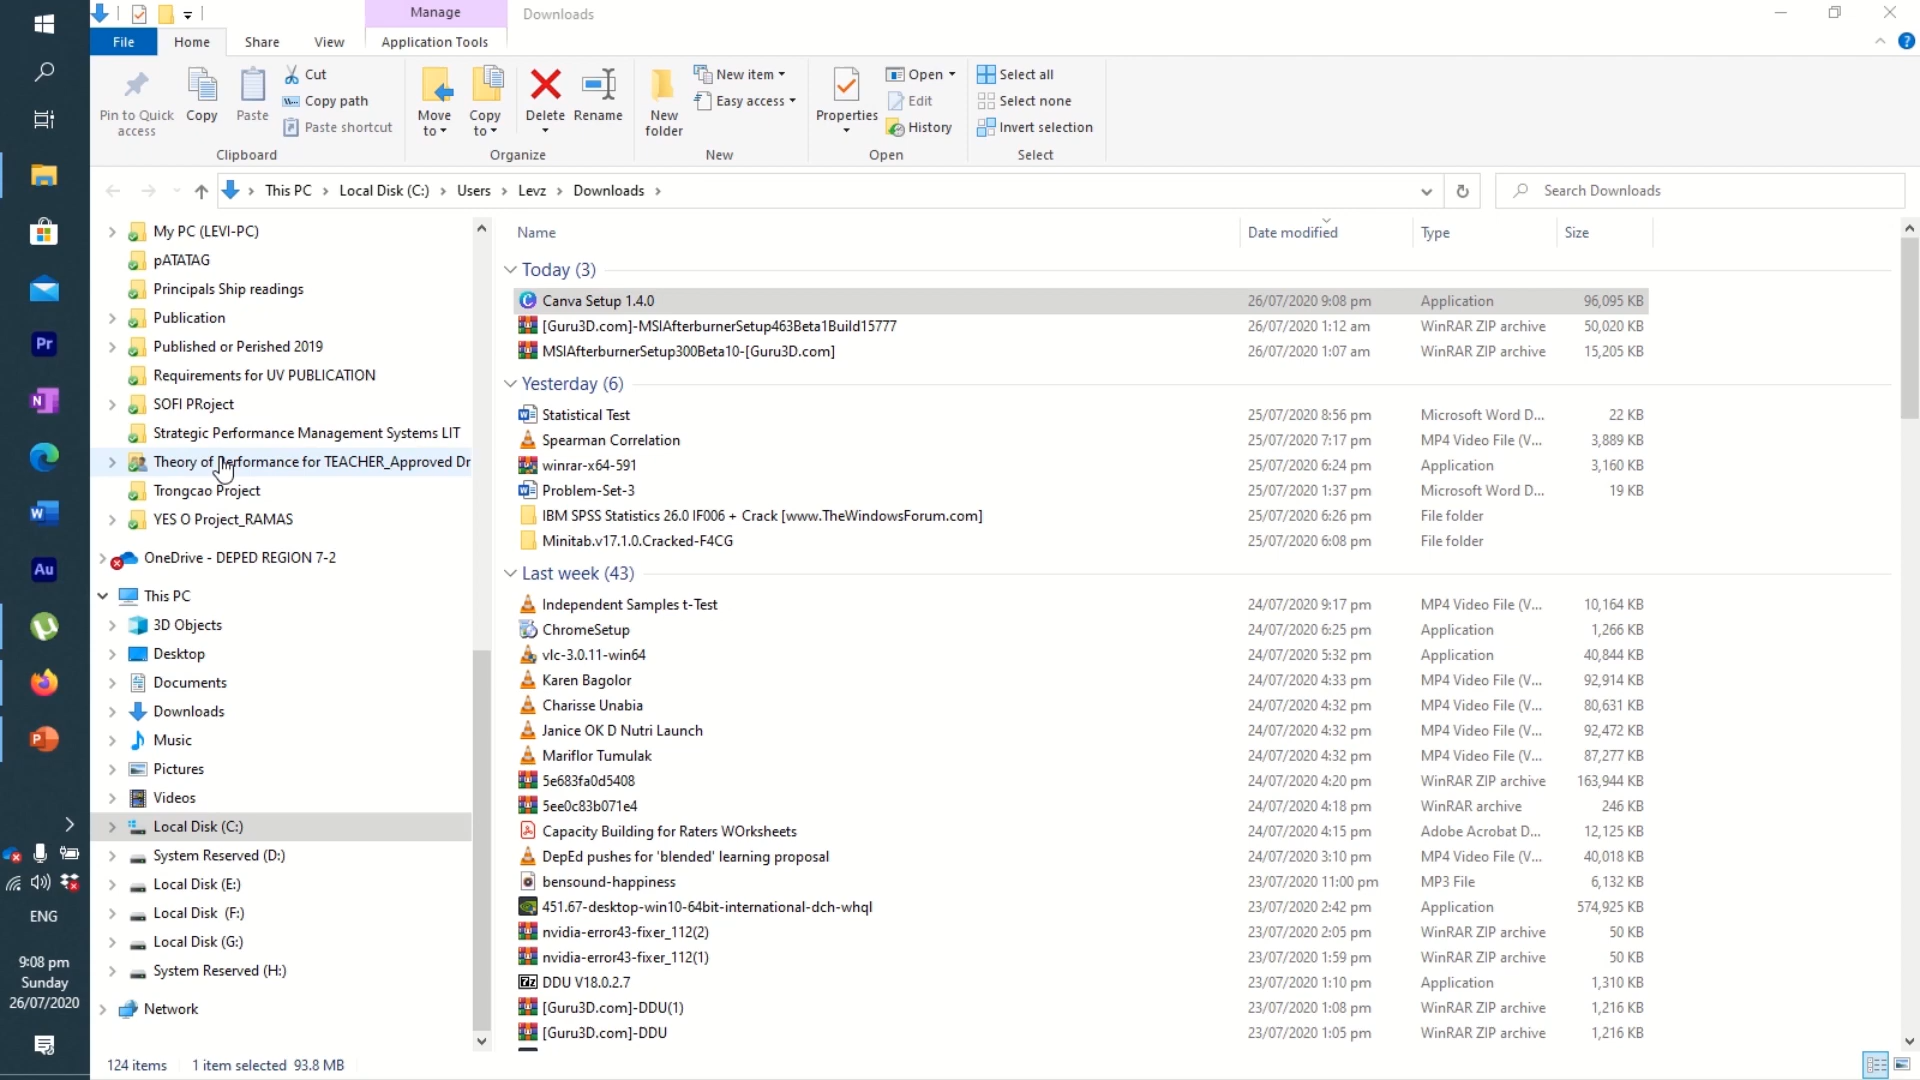 Manage
Downloads
File
Home
Share
View
Application Tools
Pin to Quick access
Copy
Paste
Cut
Copy path
Paste shortcut
Clipboard
Move to
Copy to
Delete
Rename
Organize
New folder
New item
Easy access
New
Properties
Open
Edit
History
Open
Select all
Select none
Invert selection
Select
This PC > Local Disk (C:) > Users > Levz > Downloads >
Search Downloads
My PC (LEVI-PC)
pATATAG
Principals Ship readings
Publication
Published or Perished 2019
Requirements for UV PUBLICATION
SOFI PRoject
Strategic Performance Management Systems LIT
Theory of Performance for TEACHER_Approved Dr
Trongcao Project
YES O Project_RAMAS
OneDrive - DEPED REGION 7-2
This PC
3D Objects
Desktop
Documents
Downloads
Music
Pictures
Videos
Local Disk (C:)
System Reserved (D:)
Local Disk (E:)
Local Disk (F:)
Local Disk (G:)
System Reserved (H:)
Network
Name Date modified Type Size
Today (3)
Canva Setup 1.4.0 26/07/2020 9:08 pm Application 96,095 KB
[Guru3D.com]-MSIAfterburnerSetup463Beta1Build15777 26/07/2020 1:12 am WinRAR ZIP archive 50,020 KB
MSIAfterburnerSetup300Beta10-[Guru3D.com] 26/07/2020 1:07 am WinRAR ZIP archive 15,205 KB
Yesterday (6)
Statistical Test 25/07/2020 8:56 pm Microsoft Word D... 22 KB
Spearman Correlation 25/07/2020 7:17 pm MP4 Video File (V... 3,889 KB
winrar-x64-591 25/07/2020 6:24 pm Application 3,160 KB
Problem-Set-3 25/07/2020 1:37 pm Microsoft Word D... 19 KB
IBM SPSS Statistics 26.0 IF006 + Crack [www.TheWindowsForum.com] 25/07/2020 6:26 pm File folder
Minitab.v17.1.0.Cracked-F4CG 25/07/2020 6:08 pm File folder
Last week (43)
Independent Samples t-Test 24/07/2020 9:17 pm MP4 Video File (V... 10,164 KB
ChromeSetup 24/07/2020 6:25 pm Application 1,266 KB
vlc-3.0.11-win64 24/07/2020 5:32 pm Application 40,844 KB
Karen Bagolor 24/07/2020 4:33 pm MP4 Video File (V... 92,914 KB
Charisse Unabia 24/07/2020 4:32 pm MP4 Video File (V... 80,631 KB
Janice OK D Nutri Launch 24/07/2020 4:32 pm MP4 Video File (V... 92,472 KB
Mariflor Tumulak 24/07/2020 4:32 pm MP4 Video File (V... 87,277 KB
5e683fa0d5408 24/07/2020 4:20 pm WinRAR ZIP archive 163,944 KB
5ee0c83b071e4 24/07/2020 4:18 pm WinRAR archive 246 KB
Capacity Building for Raters WOrksheets 24/07/2020 4:15 pm Adobe Acrobat D... 12,125 KB
DepEd pushes for 'blended' learning proposal 24/07/2020 3:10 pm MP4 Video File (V... 40,018 KB
bensound-happiness 23/07/2020 11:00 pm MP3 File 6,132 KB
451.67-desktop-win10-64bit-international-dch-whql 23/07/2020 2:42 pm Application 574,925 KB
nvidia-error43-fixer_112(2) 23/07/2020 2:05 pm WinRAR ZIP archive 50 KB
nvidia-error43-fixer_112(1) 23/07/2020 1:59 pm WinRAR ZIP archive 50 KB
DDU V18.0.2.7 23/07/2020 1:10 pm Application 1,310 KB
[Guru3D.com]-DDU(1) 23/07/2020 1:08 pm WinRAR ZIP archive 1,216 KB
[Guru3D.com]-DDU 23/07/2020 1:05 pm WinRAR ZIP archive 1,216 KB
Pr
N
W
Au
P
ENG
9:08 pm
Sunday
26/07/2020
124 items 1 item selected 93.8 MB